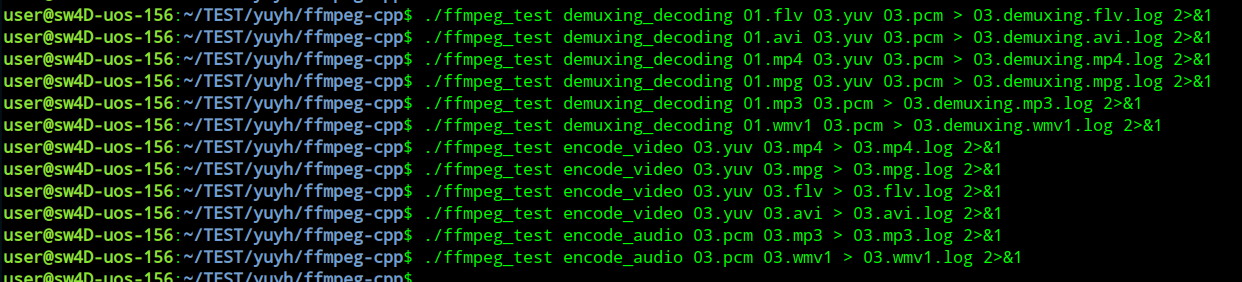 user@sw4D-uos-156:~/TEST/yuyh/ffmpeg-cpp$ ./ffmpeg_test demuxing_decoding 01.flv 03.yuv 03.pcm > 03.demuxing.flv.log 2>&1
user@sw4D-uos-156:~/TEST/yuyh/ffmpeg-cpp$ ./ffmpeg_test demuxing_decoding 01.avi 03.yuv 03.pcm > 03.demuxing.avi.log 2>&1
user@sw4D-uos-156:~/TEST/yuyh/ffmpeg-cpp$ ./ffmpeg_test demuxing_decoding 01.mp4 03.yuv 03.pcm > 03.demuxing.mp4.log 2>&1
user@sw4D-uos-156:~/TEST/yuyh/ffmpeg-cpp$ ./ffmpeg_test demuxing_decoding 01.mpg 03.yuv 03.pcm > 03.demuxing.mpg.log 2>&1
user@sw4D-uos-156:~/TEST/yuyh/ffmpeg-cpp$ ./ffmpeg_test demuxing_decoding 01.mp3 03.pcm > 03.demuxing.mp3.log 2>&1
user@sw4D-uos-156:~/TEST/yuyh/ffmpeg-cpp$ ./ffmpeg_test demuxing_decoding 01.wmv1 03.pcm > 03.demuxing.wmv1.log 2>&1
user@sw4D-uos-156:~/TEST/yuyh/ffmpeg-cpp$ ./ffmpeg_test encode_video 03.yuv 03.mp4 > 03.mp4.log 2>&1
user@sw4D-uos-156:~/TEST/yuyh/ffmpeg-cpp$ ./ffmpeg_test encode_video 03.yuv 03.mpg > 03.mpg.log 2>&1
user@sw4D-uos-156:~/TEST/yuyh/ffmpeg-cpp$ ./ffmpeg_test encode_video 03.yuv 03.flv > 03.flv.log 2>&1
user@sw4D-uos-156:~/TEST/yuyh/ffmpeg-cpp$ ./ffmpeg_test encode_video 03.yuv 03.avi > 03.avi.log 2>&1
user@sw4D-uos-156:~/TEST/yuyh/ffmpeg-cpp$ ./ffmpeg_test encode_audio 03.pcm 03.mp3 > 03.mp3.log 2>&1
user@sw4D-uos-156:~/TEST/yuyh/ffmpeg-cpp$ ./ffmpeg_test encode_audio 03.pcm 03.wmv1 > 03.wmv1.log 2>&1
user@sw4D-uos-156:~/TEST/yuyh/ffmpeg-cpp$